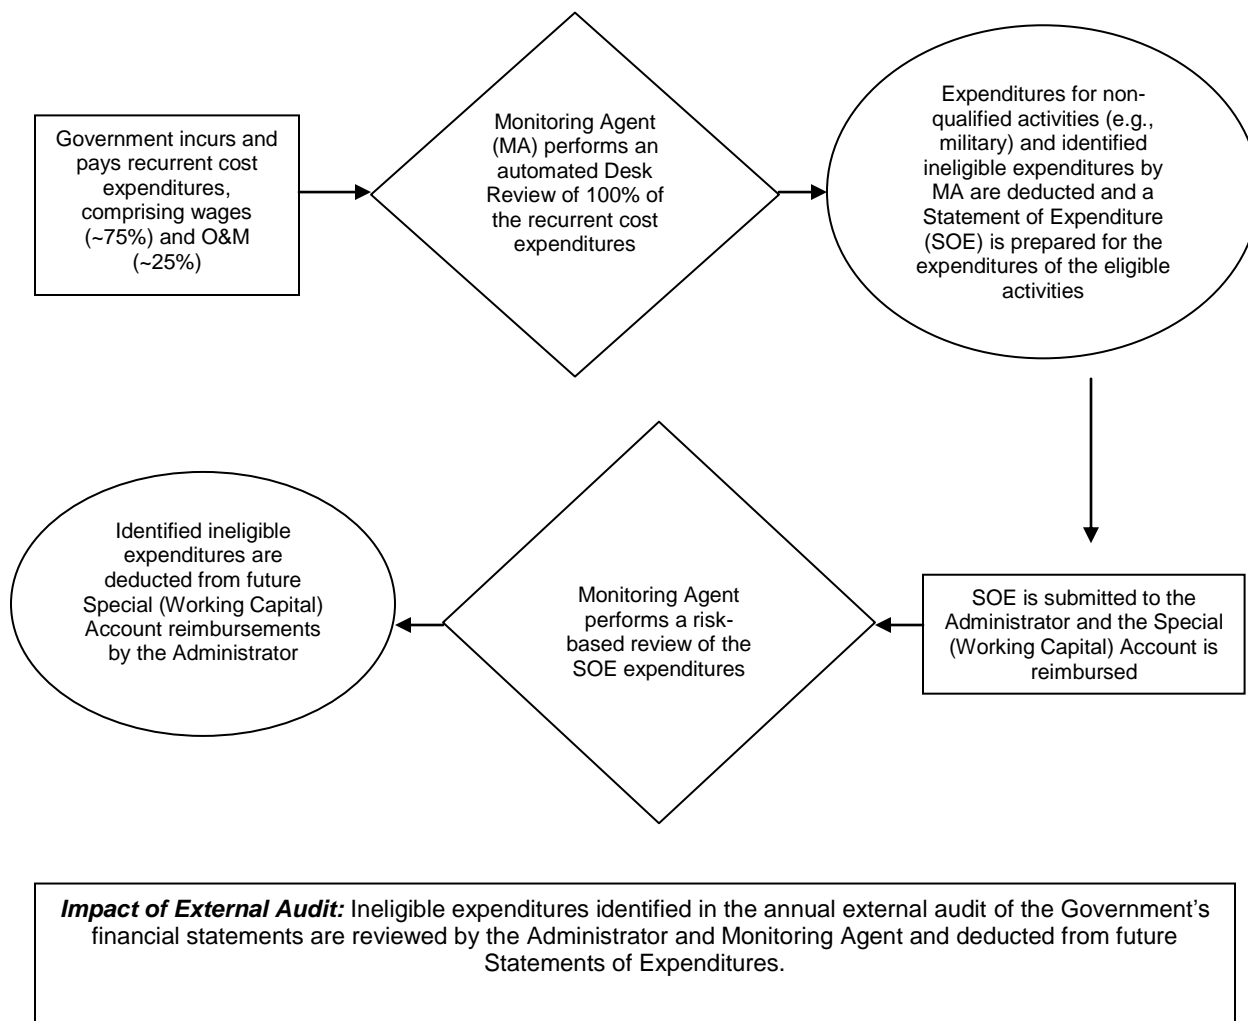 Government incurs and
pays recurrent cost
expenditures,
comprising wages
(~75%) and O&M
(~25%)
Monitoring Agent
(MA) performs an
automated Desk
Review of 100% of
the recurrent cost
expenditures
Expenditures for non-
qualified activities (e.g.,
military) and identified
ineligible expenditures by
MA are deducted and a
Statement of Expenditure
(SOE) is prepared for the
expenditures of the eligible
activities
SOE is submitted to the
Administrator and the Special
(Working Capital) Account is
reimbursed
Monitoring Agent
performs a risk-
based review of the
SOE expenditures
Identified ineligible
expenditures are
deducted from future
Special (Working Capital)
Account reimbursements
by the Administrator
Impact of External Audit: Ineligible expenditures identified in the annual external audit of the Government’s
financial statements are reviewed by the Administrator and Monitoring Agent and deducted from future
Statements of Expenditures.